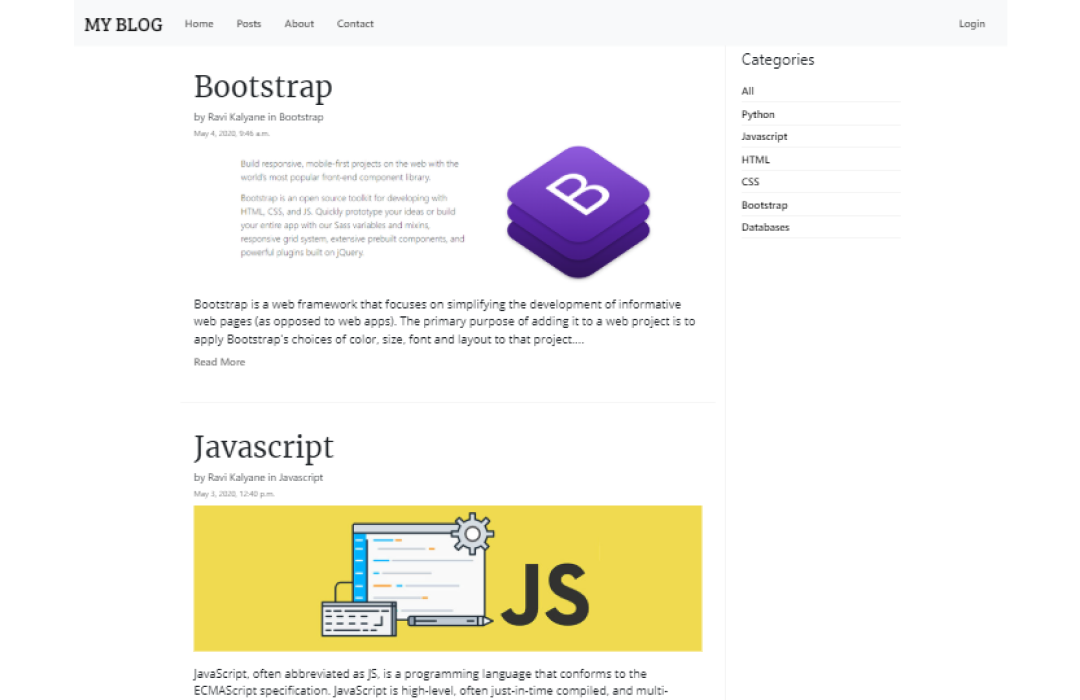 MY BLOG Home Posts About Contact Login
Bootstrap
by Ravi Kalyane in Bootstrap
May 4, 2020, 9:46 a.m.
Build responsive, mobile-first projects on the web with the
world's most popular front-end component library.
Bootstrap is an open source toolkit for developing with
HTML, CSS, and JS. Quickly prototype your ideas or build
your entire app with our Sass variables and mixins,
responsive grid system, extensive prebuilt components, and
powerful plugins built on jQuery.
B
Bootstrap is a web framework that focuses on simplifying the development of informative
web pages (as opposed to web apps). The primary purpose of adding it to a web project is to
apply Bootstrap's choices of color, size, font and layout to that project....
Read More
Javascript
by Ravi Kalyane in Javascript
May 3, 2020, 12:40 p.m.
JS
JavaScript, often abbreviated as JS, is a programming language that conforms to the
ECMAScript specification. JavaScript is high-level, often just-in-time compiled, and multi-
Categories
All
Python
Javascript
HTML
CSS
Bootstrap
Databases